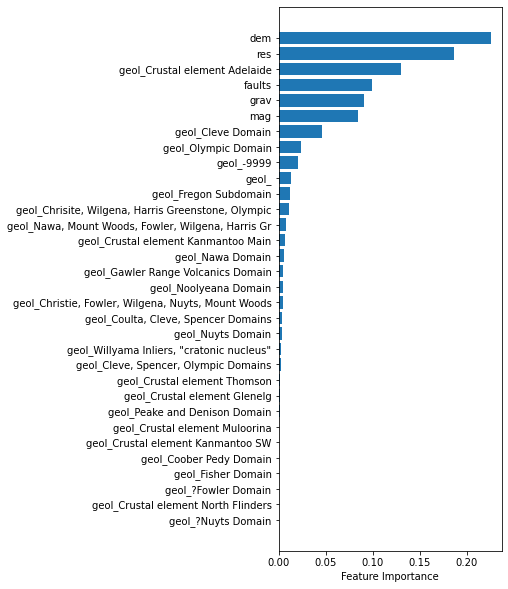 dem
res
geol_Crustal element Adelaide
faults
grav
mag
geol_Cleve Domain
geol_Olympic Domain
geol_-9999
geol_
geol_Fregon Subdomain
geol_Chrisite, Wilgena, Harris Greenstone, Olympic
geol_Nawa, Mount Woods, Fowler, Wilgena, Harris Gr
geol_Crustal element Kanmantoo Main
geol_Nawa Domain
geol_Gawler Range Volcanics Domain
geol_Noolyeana Domain
geol_Christie, Fowler, Wilgena, Nuyts, Mount Woods
geol_Coulta, Cleve, Spencer Domains
geol_Nuyts Domain
geol_Willyama Inliers, "cratonic nucleus"
geol_Cleve, Spencer, Olympic Domains
geol_Crustal element Thomson
geol_Crustal element Glenelg
geol_Peake and Denison Domain
geol_Crustal element Muloorina
geol_Crustal element Kanmantoo SW
geol_Coober Pedy Domain
geol_Fisher Domain
geol_?Fowler Domain
geol_Crustal element North Flinders
geol_?Nuyts Domain
0.00 0.05 0.10 0.15 0.20
Feature Importance